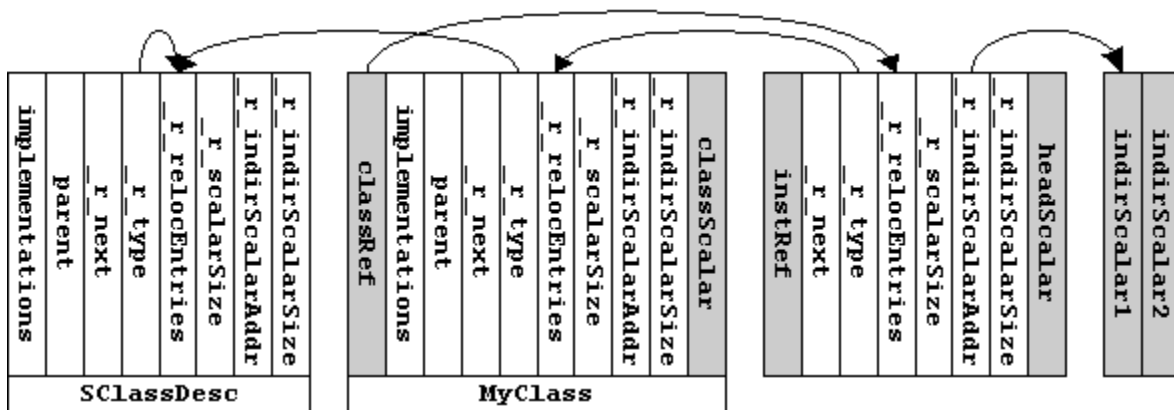 implementations
parent
_r_next
_r_type
_r_relocEntries
_r_scalarSize
_r_indirScalarAddr
_r_indirScalarSize
SClassDesc
classRef
implementations
parent
_r_next
_r_type
_r_relocEntries
_r_scalarSize
_r_indirScalarAddr
_r_indirScalarSize
classScalar
MyClass
instRef
_r_next
_r_type
_r_relocEntries
_r_scalarSize
_r_indirScalarAddr
_r_indirScalarSize
headScalar
indirScalar1
indirScalar2